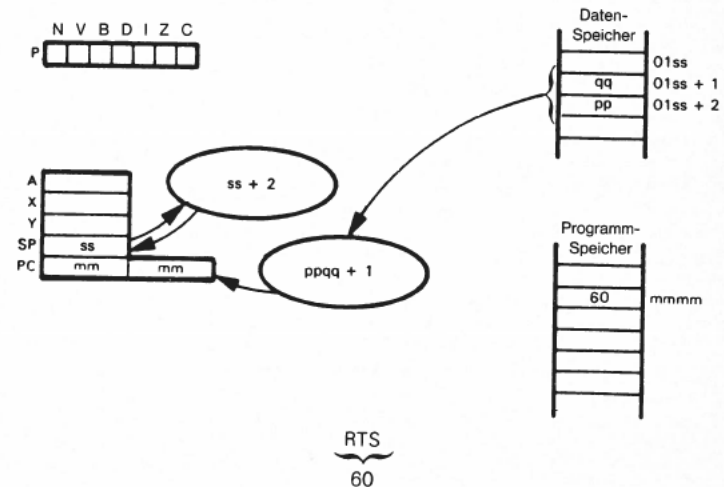 N V B D I Z C
P
Daten-
Speicher
01ss
qq 01ss + 1
pp 01ss + 2
ss + 2
A
X
Y
SP ss
PC mm mm
ppqq + 1
Programm-
Speicher
60 mmmm
RTS
60